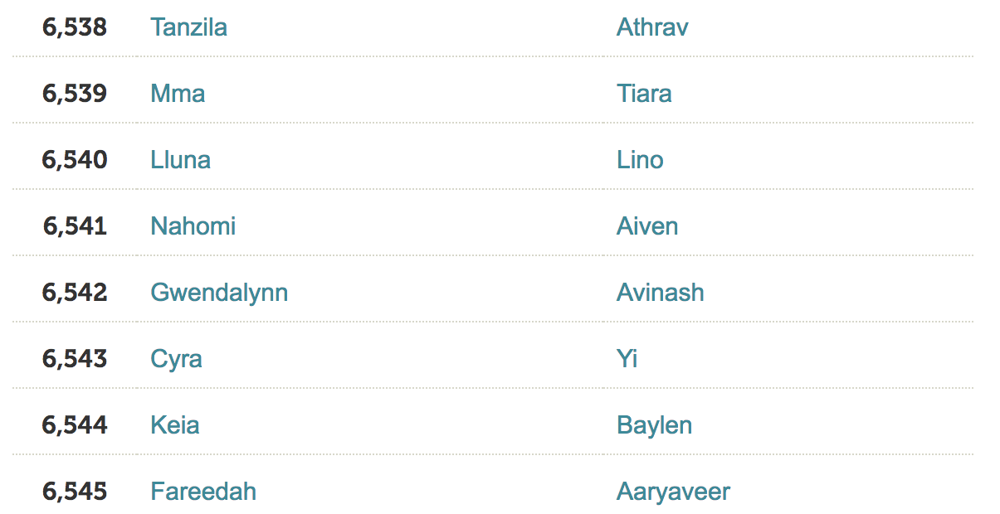 6,538 Tanzila Athrav
6,539 Mma Tiara
6,540 Lluna Lino
6,541 Nahomi Aiven
6,542 Gwendalynn Avinash
6,543 Cyra Yi
6,544 Keia Baylen
6,545 Fareedah Aaryaveer